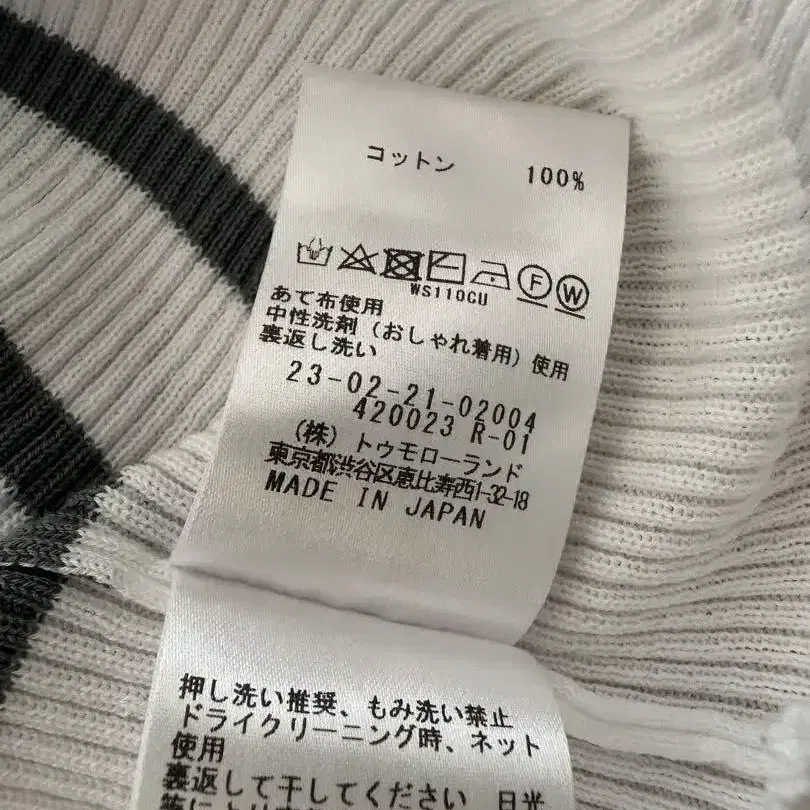 コットン 100%
F W
WS110CU
あて布使用
中性洗剤（おしゃれ着用）使用
裏返し洗い
23-02-21-02004
420023 R-01
（株）トゥモローランド
東京都渋谷区恵比寿西1-32-18
MADE IN JAPAN
押し洗い推奨、もみ洗い禁止
ドライクリーニング時、ネット
使用
裏返して干してください 日光